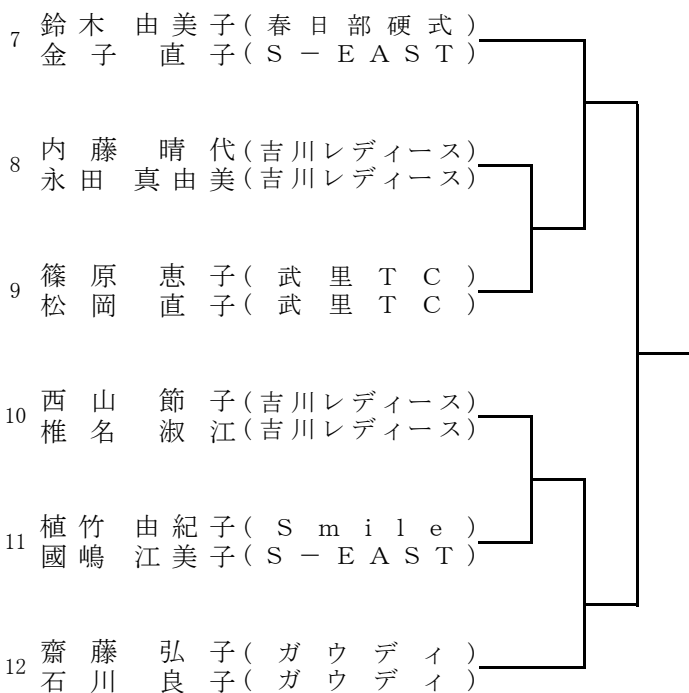 7
鈴木 由美子(春日部硬式)
金子 直子(S－EAST)
8
内藤 晴代(吉川レディース)
永田 真由美(吉川レディース)
9
篠原 恵子(武里TC)
松岡 直子(武里TC)
10
西山 節子(吉川レディース)
椎名 淑江(吉川レディース)
11
植竹 由紀子(Smile)
國嶋 江美子(S－EAST)
12
齋藤 弘子(ガウディ)
石川 良子(ガウディ)